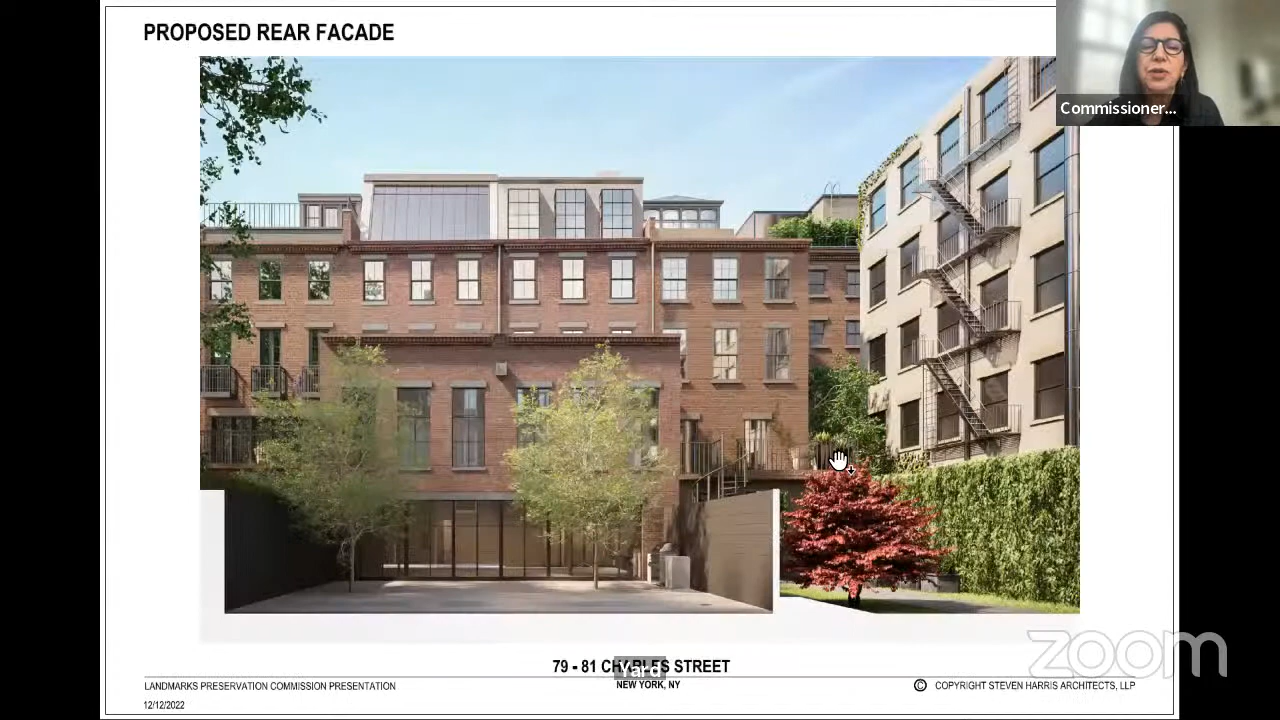 PROPOSED REAR FACADE
Commissioner...
zoom
79 - 81 CHARLES STREET
Yard
NEW YORK, NY
LANDMARKS PRESERVATION COMMISSION PRESENTATION
© COPYRIGHT STEVEN HARRIS ARCHITECTS, LLP
12/12/2022